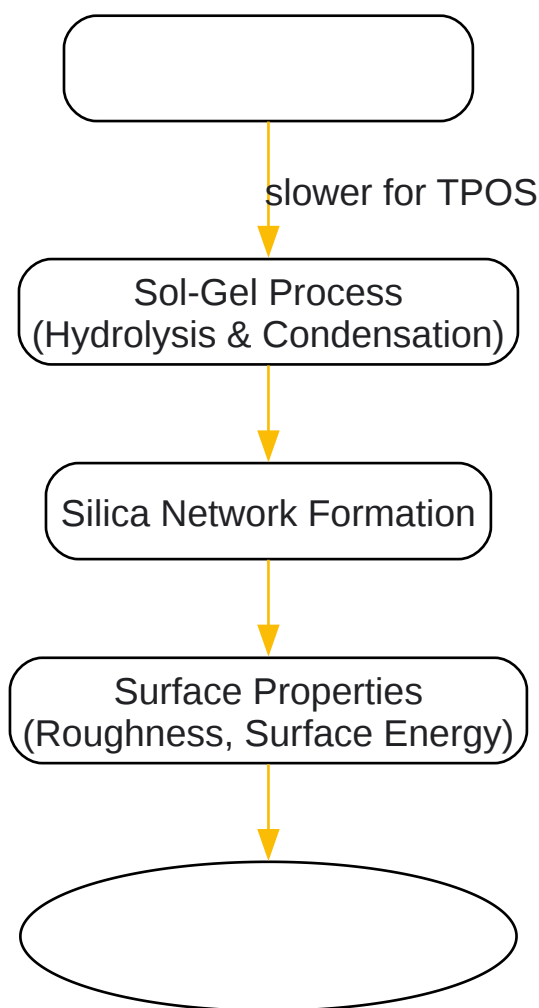 slower for TPOS
Sol-Gel Process
(Hydrolysis & Condensation)
Silica Network Formation
Surface Properties
(Roughness, Surface Energy)